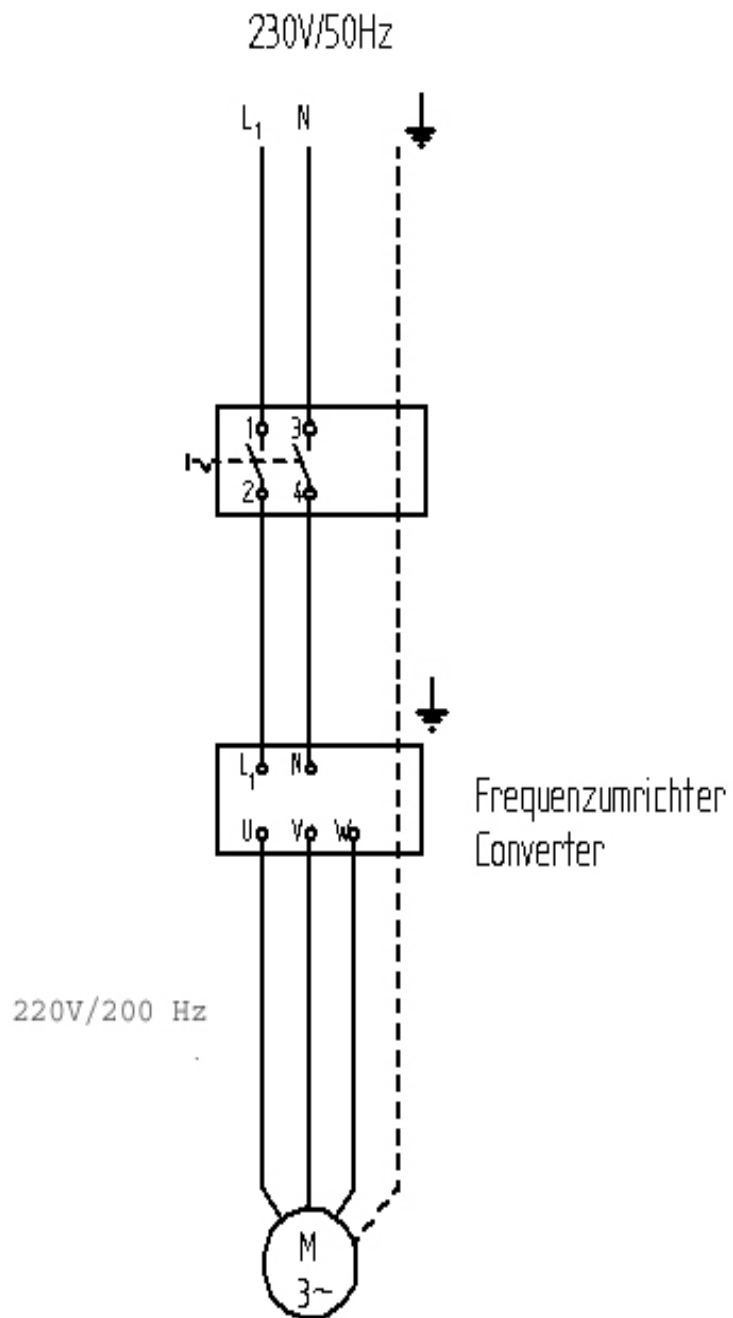 230V/50Hz
L₁ N
1 3
2 4
L₁ N
U V W
Frequenzumrichter
Converter
220V/200 Hz
M
3~